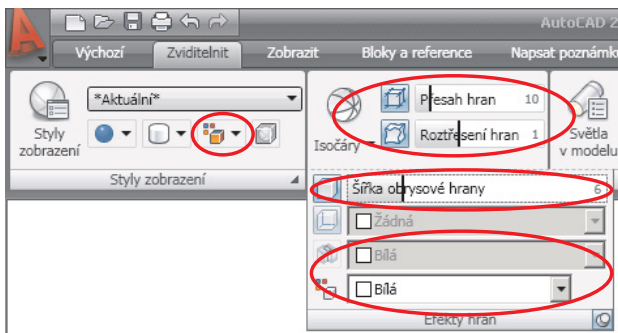 AutoCAD 2
Výchozí Zviditelnit Zobrazit Bloky a reference Napsat poznámku
*Aktuální*
Styly zobrazení
Isočáry
Přesah hran 10
Roztřesení hran 1
Světla v modelu
Styly zobrazení
Šířka obrysové hrany 6
Žádná
Bílá
Bílá
Efekty hran